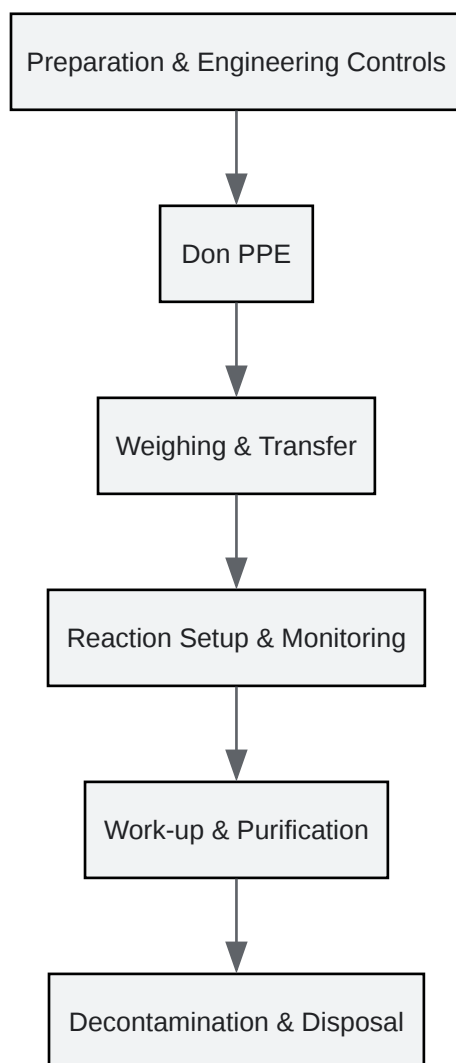 Preparation & Engineering Controls
Don PPE
Weighing & Transfer
Reaction Setup & Monitoring
Work-up & Purification
Decontamination & Disposal